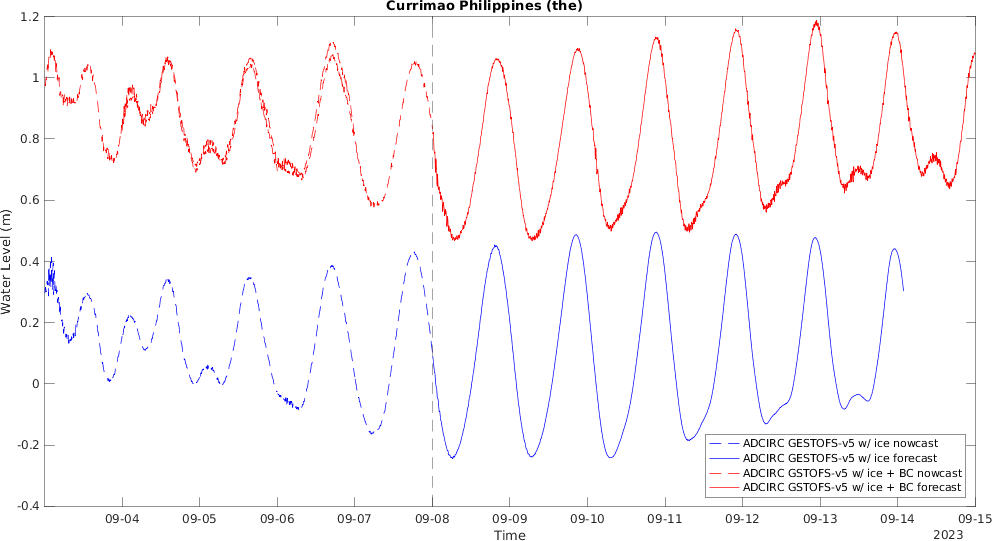 Currimao Philippines (the)
1.2
1
0.8
0.6
0.4
0.2
0
-0.2
-0.4
Water Level (m)
ADCIRC GESTOFS-v5 w/ ice nowcast
ADCIRC GESTOFS-v5 w/ ice forecast
ADCIRC GSTOFS-v5 w/ ice + BC nowcast
ADCIRC GSTOFS-v5 w/ ice + BC forecast
09-04 09-05 09-06 09-07 09-08 09-09 09-10 09-11 09-12 09-13 09-14 09-15
Time
2023